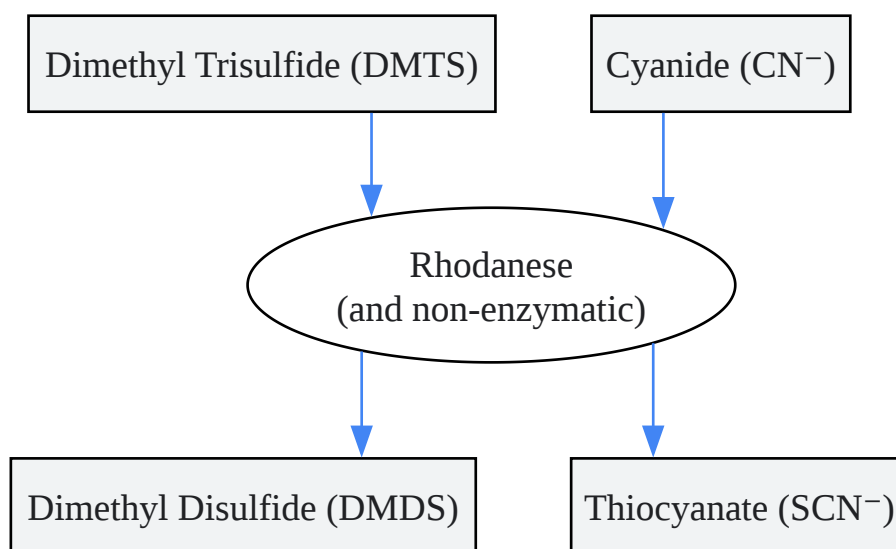 Dimethyl Trisulfide (DMTS)
Cyanide (CN⁻)
Rhodanese
(and non-enzymatic)
Dimethyl Disulfide (DMDS)
Thiocyanate (SCN⁻)